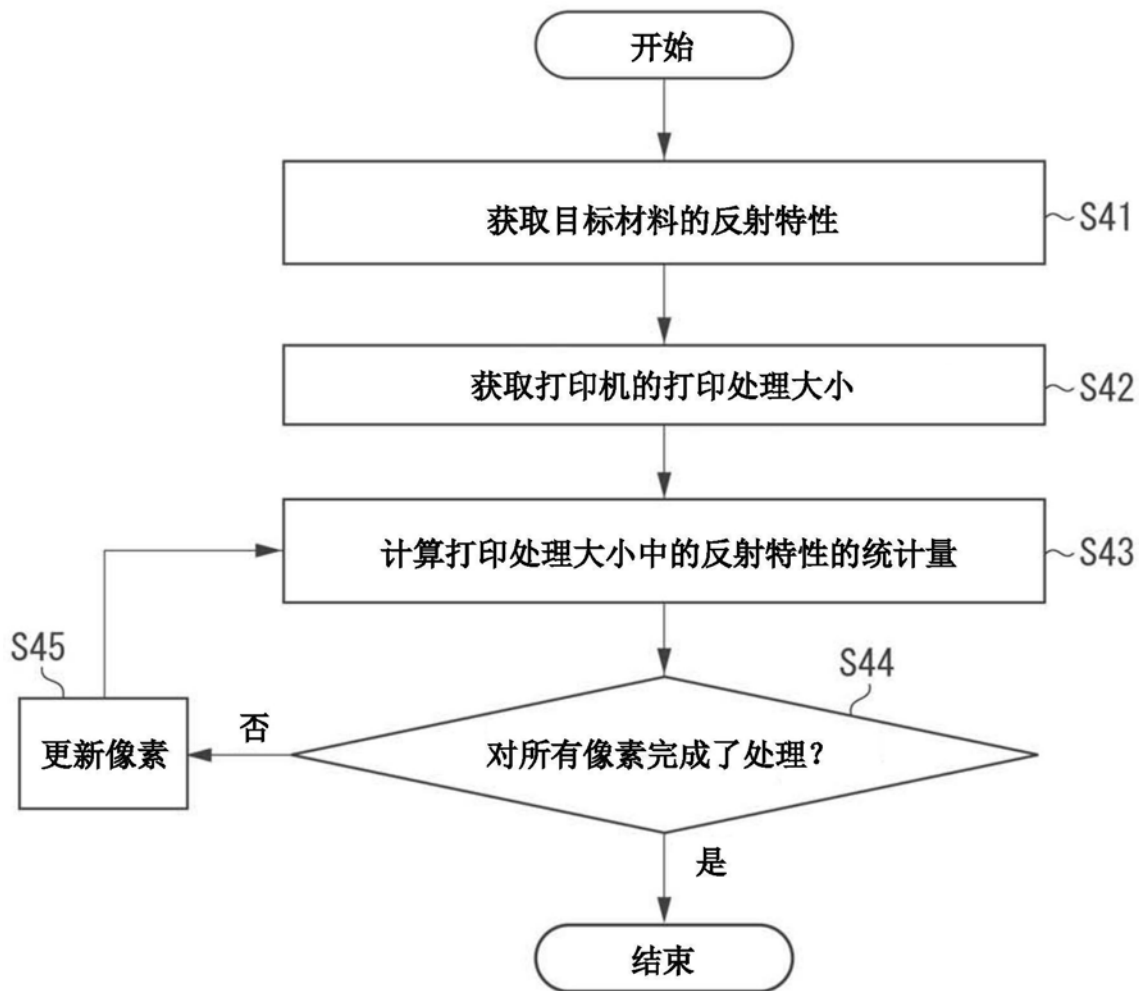 开始
获取目标材料的反射特性
S41
获取打印机的打印处理大小
S42
计算打印处理大小中的反射特性的统计量
S43
S45
S44
更新像素
否
对所有像素完成了处理？
是
结束